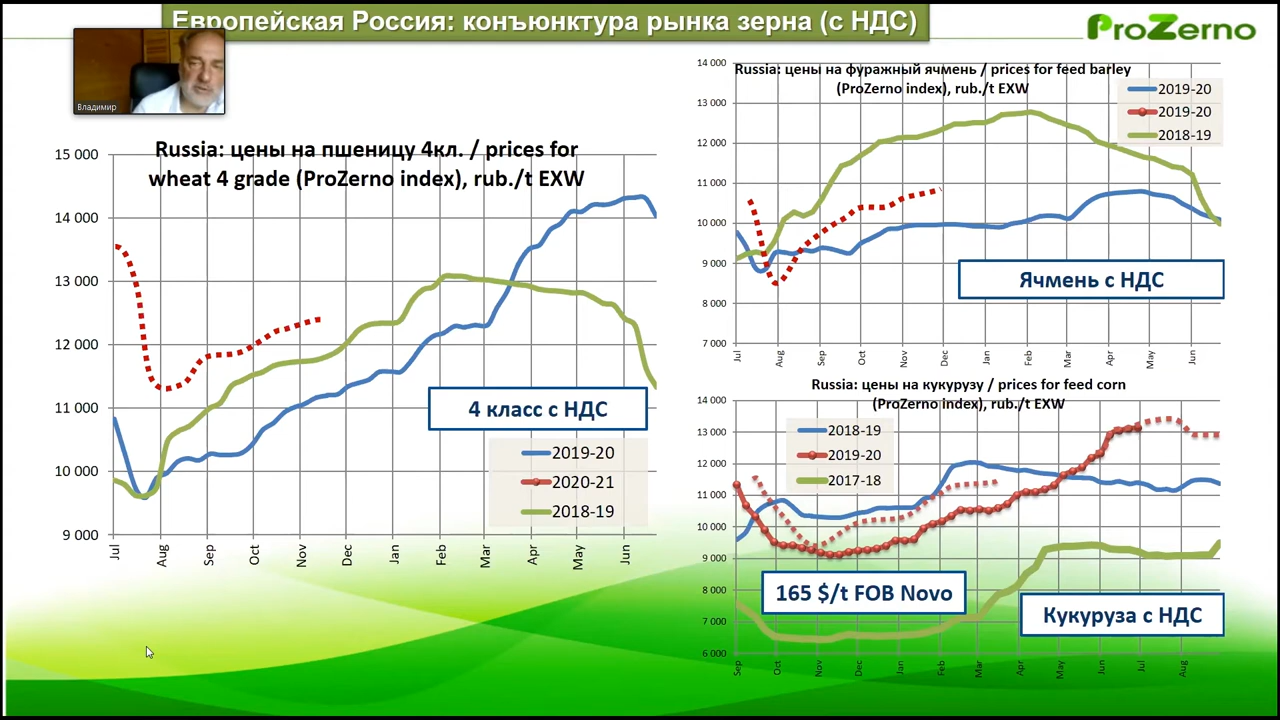 Европейская Россия: конъюнктура рынка зерна (с НДС)
ProZerno
Владимир
Russia: цены на пшеницу 4кл. / prices for
wheat 4 grade (ProZerno index), rub./t EXW
15 000
14 000
13 000
12 000
11 000
10 000
9 000
4 класс с НДС
2019-20
2020-21
2018-19
Jul
Aug
Sep
Oct
Nov
Dec
Jan
Feb
Mar
Apr
May
Jun
Russia: цены на фуражный ячмень / prices for feed barley
(ProZerno index), rub./t EXW
14 000
13 000
12 000
11 000
10 000
9 000
8 000
7 000
2019-20
2019-20
2018-19
Ячмень с НДС
Jul
Aug
Sep
Oct
Nov
Dec
Jan
Feb
Mar
Apr
May
Jun
Russia: цены на кукурузу / prices for feed corn
(ProZerno index), rub./t EXW
14 000
13 000
12 000
11 000
10 000
9 000
8 000
7 000
6 000
2018-19
2019-20
2017-18
165 $/t FOB Novo
Кукуруза с НДС
Sep
Oct
Nov
Dec
Jan
Feb
Mar
Apr
May
Jun
Jul
Aug